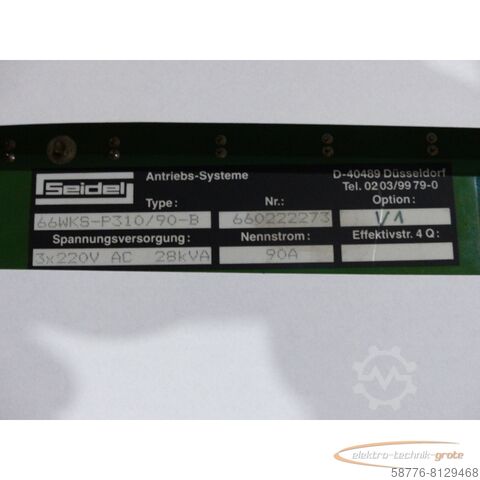 Seidel
Antriebs-Systeme
D-40489 Düsseldorf
Tel. 0203/9979-0
Type:
Nr.:
Option:
66WKS-P310/90-B
660222273
V1
Spannungsversorgung:
Nennstrom:
Effektivstr. 4 Q:
3x220V AC 28kVA
90A
elektro-technik-grote
58776-8129468